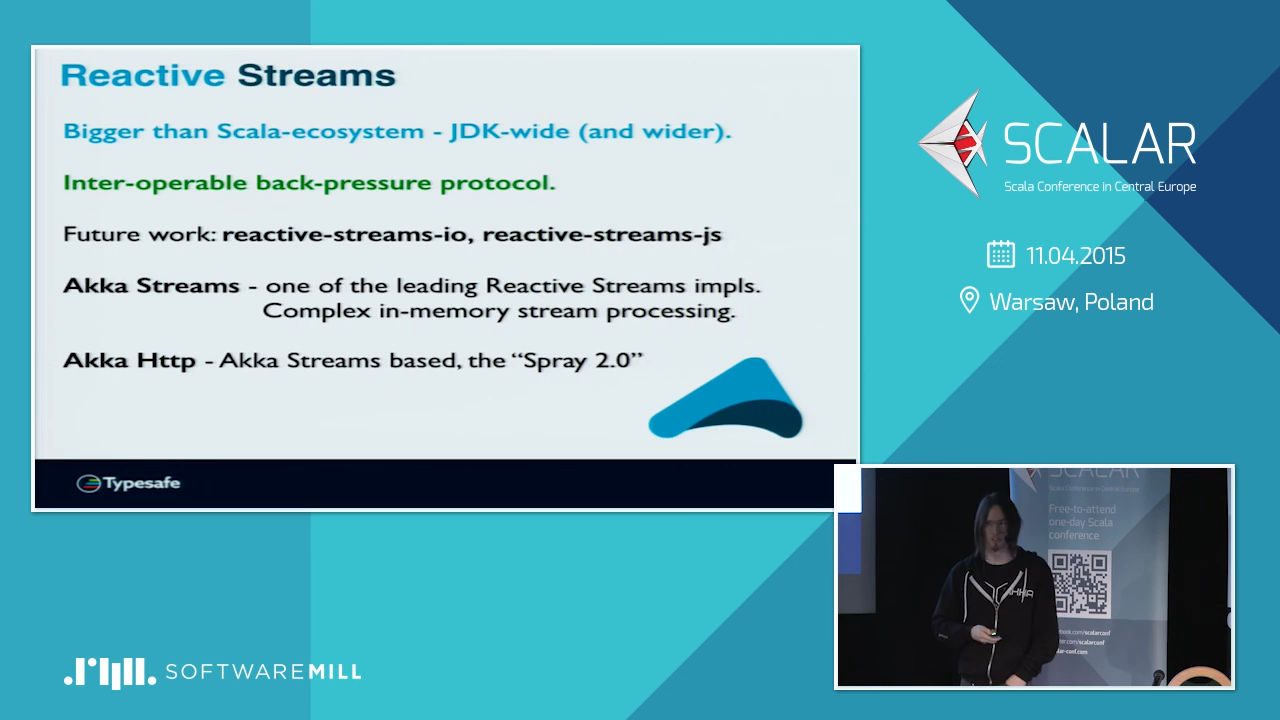 Reactive Streams
Bigger than Scala-ecosystem - JDK-wide (and wider).
Inter-operable back-pressure protocol.
Future work: reactive-streams-io, reactive-streams-js
Akka Streams - one of the leading Reactive Streams impls.
Complex in-memory stream processing.
Akka Http - Akka Streams based, the “Spray 2.0”
Typesafe
SCALAR
Scala Conference in Central Europe
11.04.2015
Warsaw, Poland
SCALAR
Scala Conference in Central Europe
Free-to-attend
one-day Scala
conference
SOFTWAREMILL